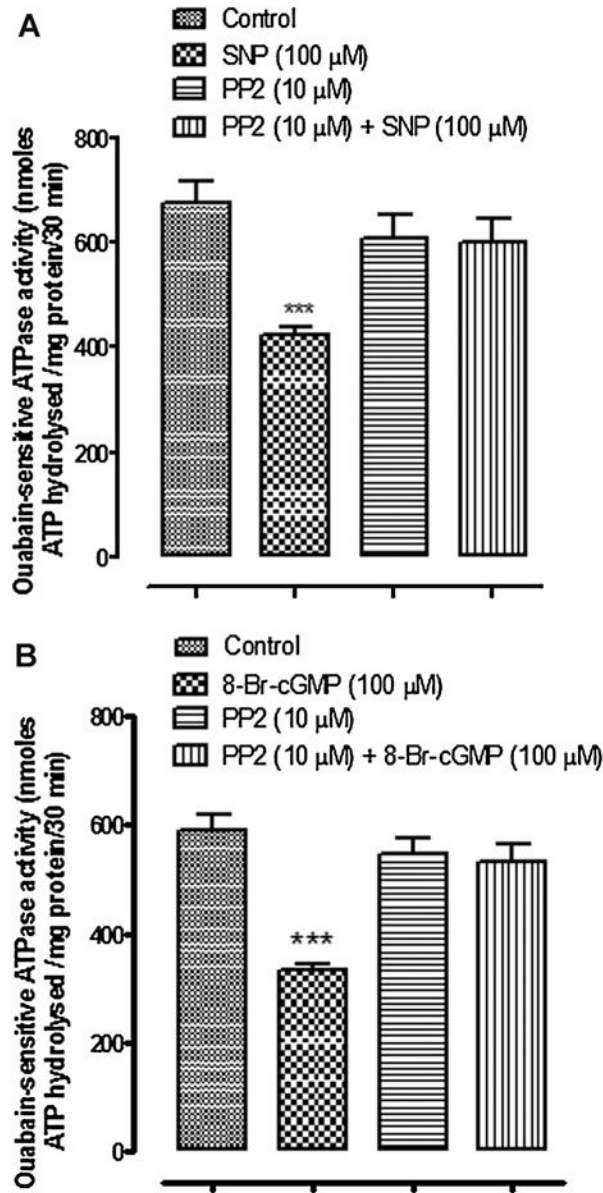 A
Control
SNP (100 µM)
PP2 (10 µM)
PP2 (10 µM) + SNP (100 µM)
Ouabain-sensitive ATPase activity (nmoles
ATP hydrolysed /mg protein/30 min)
800
600
400
200
0
***
B
Control
8-Br-cGMP (100 µM)
PP2 (10 µM)
PP2 (10 µM) + 8-Br-cGMP (100 µM)
Ouabain-sensitive ATPase activity (nmoles
ATP hydrolysed /mg protein/30 min)
800
600
400
200
0
***